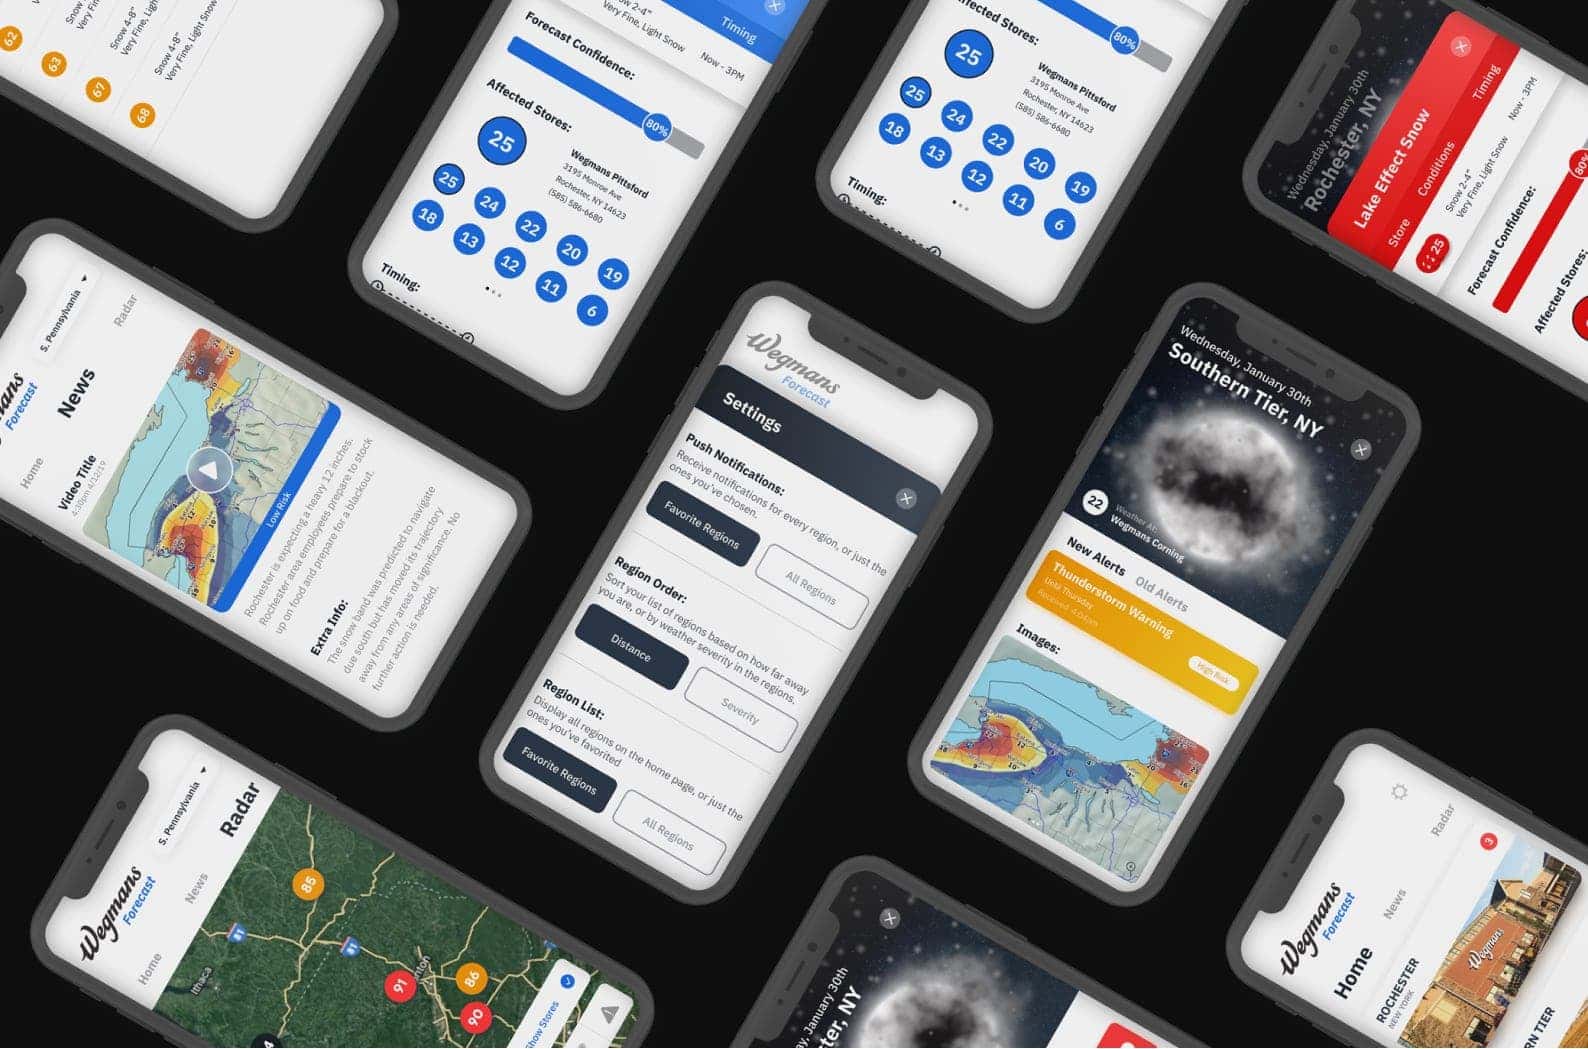 62
63
67
68
Snow 4-8"
Very Fine, Light Snow
Snow 4-8"
Very Fine, Light Snow
Timing
Snow 2-4"
Very Fine, Light Snow
Now - 3PM
Forecast Confidence:
80%
Affected Stores:
25
Wegmans Pittsford
3195 Monroe Ave
Rochester, NY 14623
(585) 586-6680
25
24
22
20
19
18
13
12
11
6
Timing:
80%
Affected Stores:
25
Wegmans Pittsford
3195 Monroe Ave
Rochester, NY 14623
(585) 586-6680
25
24
22
20
19
18
13
12
11
6
Timing:
Wednesday, January 30th
Rochester, NY
Lake Effect Snow
Store
Conditions
Timing
25
Snow 2-4"
Very Fine, Light Snow
Now - 3PM
Forecast Confidence:
80%
Affected Stores:
S. Pennsylvania
Forecast
Home
News
Radar
Video Title
4:30pm 4/12/19
Low Risk
Rochester is expecting a heavy 12 inches.
Rochester area employees prepare to stock
up on food and prepare for a blackout.
Extra Info:
The snow band was predicted to navigate
due south but has moved its trajectory
away from any areas of significance. No
further action is needed.
Wegmans
Forecast
Settings
Push Notifications:
Receive notifications for every region, or just the
ones you've chosen.
Favorite Regions
All Regions
Region Order:
Sort your list of regions based on how far away
you are, or by weather severity in the regions.
Distance
Severity
Region List:
Display all regions on the home page, or just the
ones you've favorited
Favorite Regions
All Regions
Wednesday, January 30th
Southern Tier, NY
22
Weather At:
Wegmans Corning
New Alerts
Old Alerts
Thunderstorm Warning
Until Thursday
Received 4:04pm
High Risk
Images:
S. Pennsylvania
Wegmans
Forecast
Home
News
Radar
85
81
81
91
86
90
Ithaca
Show Stores
January 30th
NY
Wegmans
Forecast
Home
News
Radar
3
ROCHESTER
NEW YORK
Wegmans